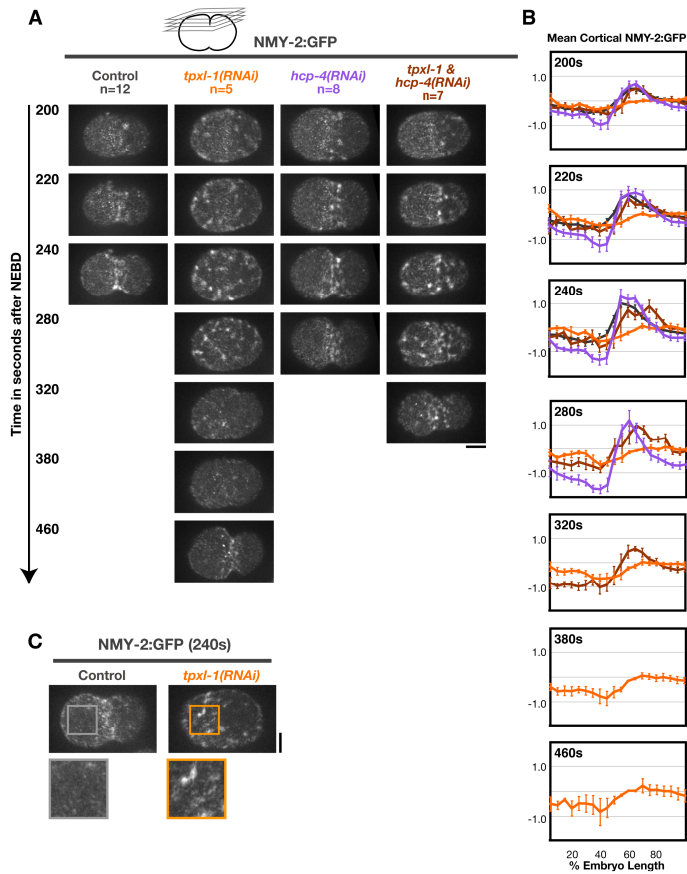 A
NMY-2:GFP
Control
n=12
tpxl-1(RNAi)
n=5
hcp-4(RNAi)
n=8
tpxl-1 &
hcp-4(RNAi)
n=7
Time in seconds after NEBD
200
220
240
280
320
380
460
B
Mean Cortical NMY-2:GFP
200s
1.0
-1.0
220s
1.0
-1.0
240s
1.0
-1.0
280s
1.0
-1.0
320s
1.0
-1.0
380s
1.0
-1.0
460s
1.0
-1.0
20 40 60 80
% Embryo Length
C
NMY-2:GFP (240s)
Control
tpxl-1(RNAi)